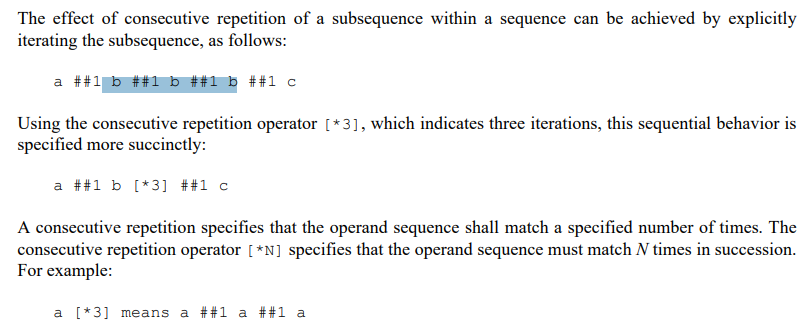 The effect of consecutive repetition of a subsequence within a sequence can be achieved by explicitly
iterating the subsequence, as follows:
a ##1 b ##1 b ##1 b ##1 c
Using the consecutive repetition operator [*3], which indicates three iterations, this sequential behavior is
specified more succinctly:
a ##1 b [*3] ##1 c
A consecutive repetition specifies that the operand sequence shall match a specified number of times. The
consecutive repetition operator [*N] specifies that the operand sequence must match N times in succession.
For example:
a [*3] means a ##1 a ##1 a